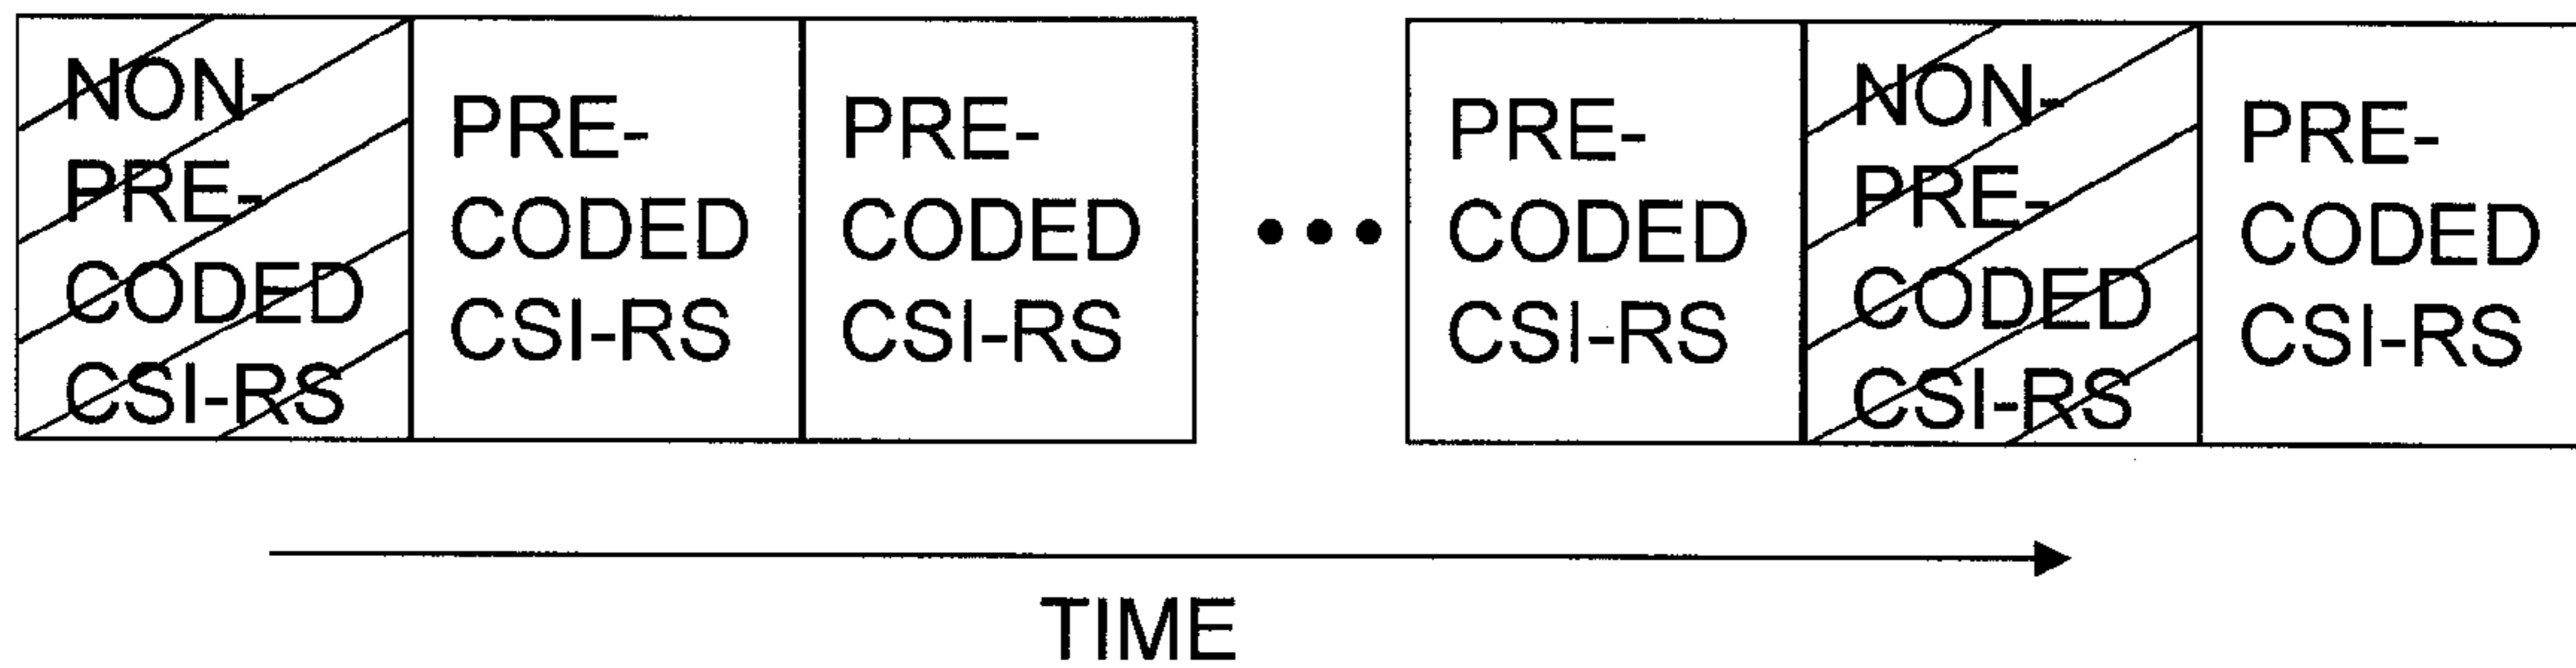 NON-
PRE-
CODED
CSI-RS
PRE-
CODED
CSI-RS
PRE-
CODED
CSI-RS
PRE-
CODED
CSI-RS
NON-
PRE-
CODED
CSI-RS
PRE-
CODED
CSI-RS
TIME